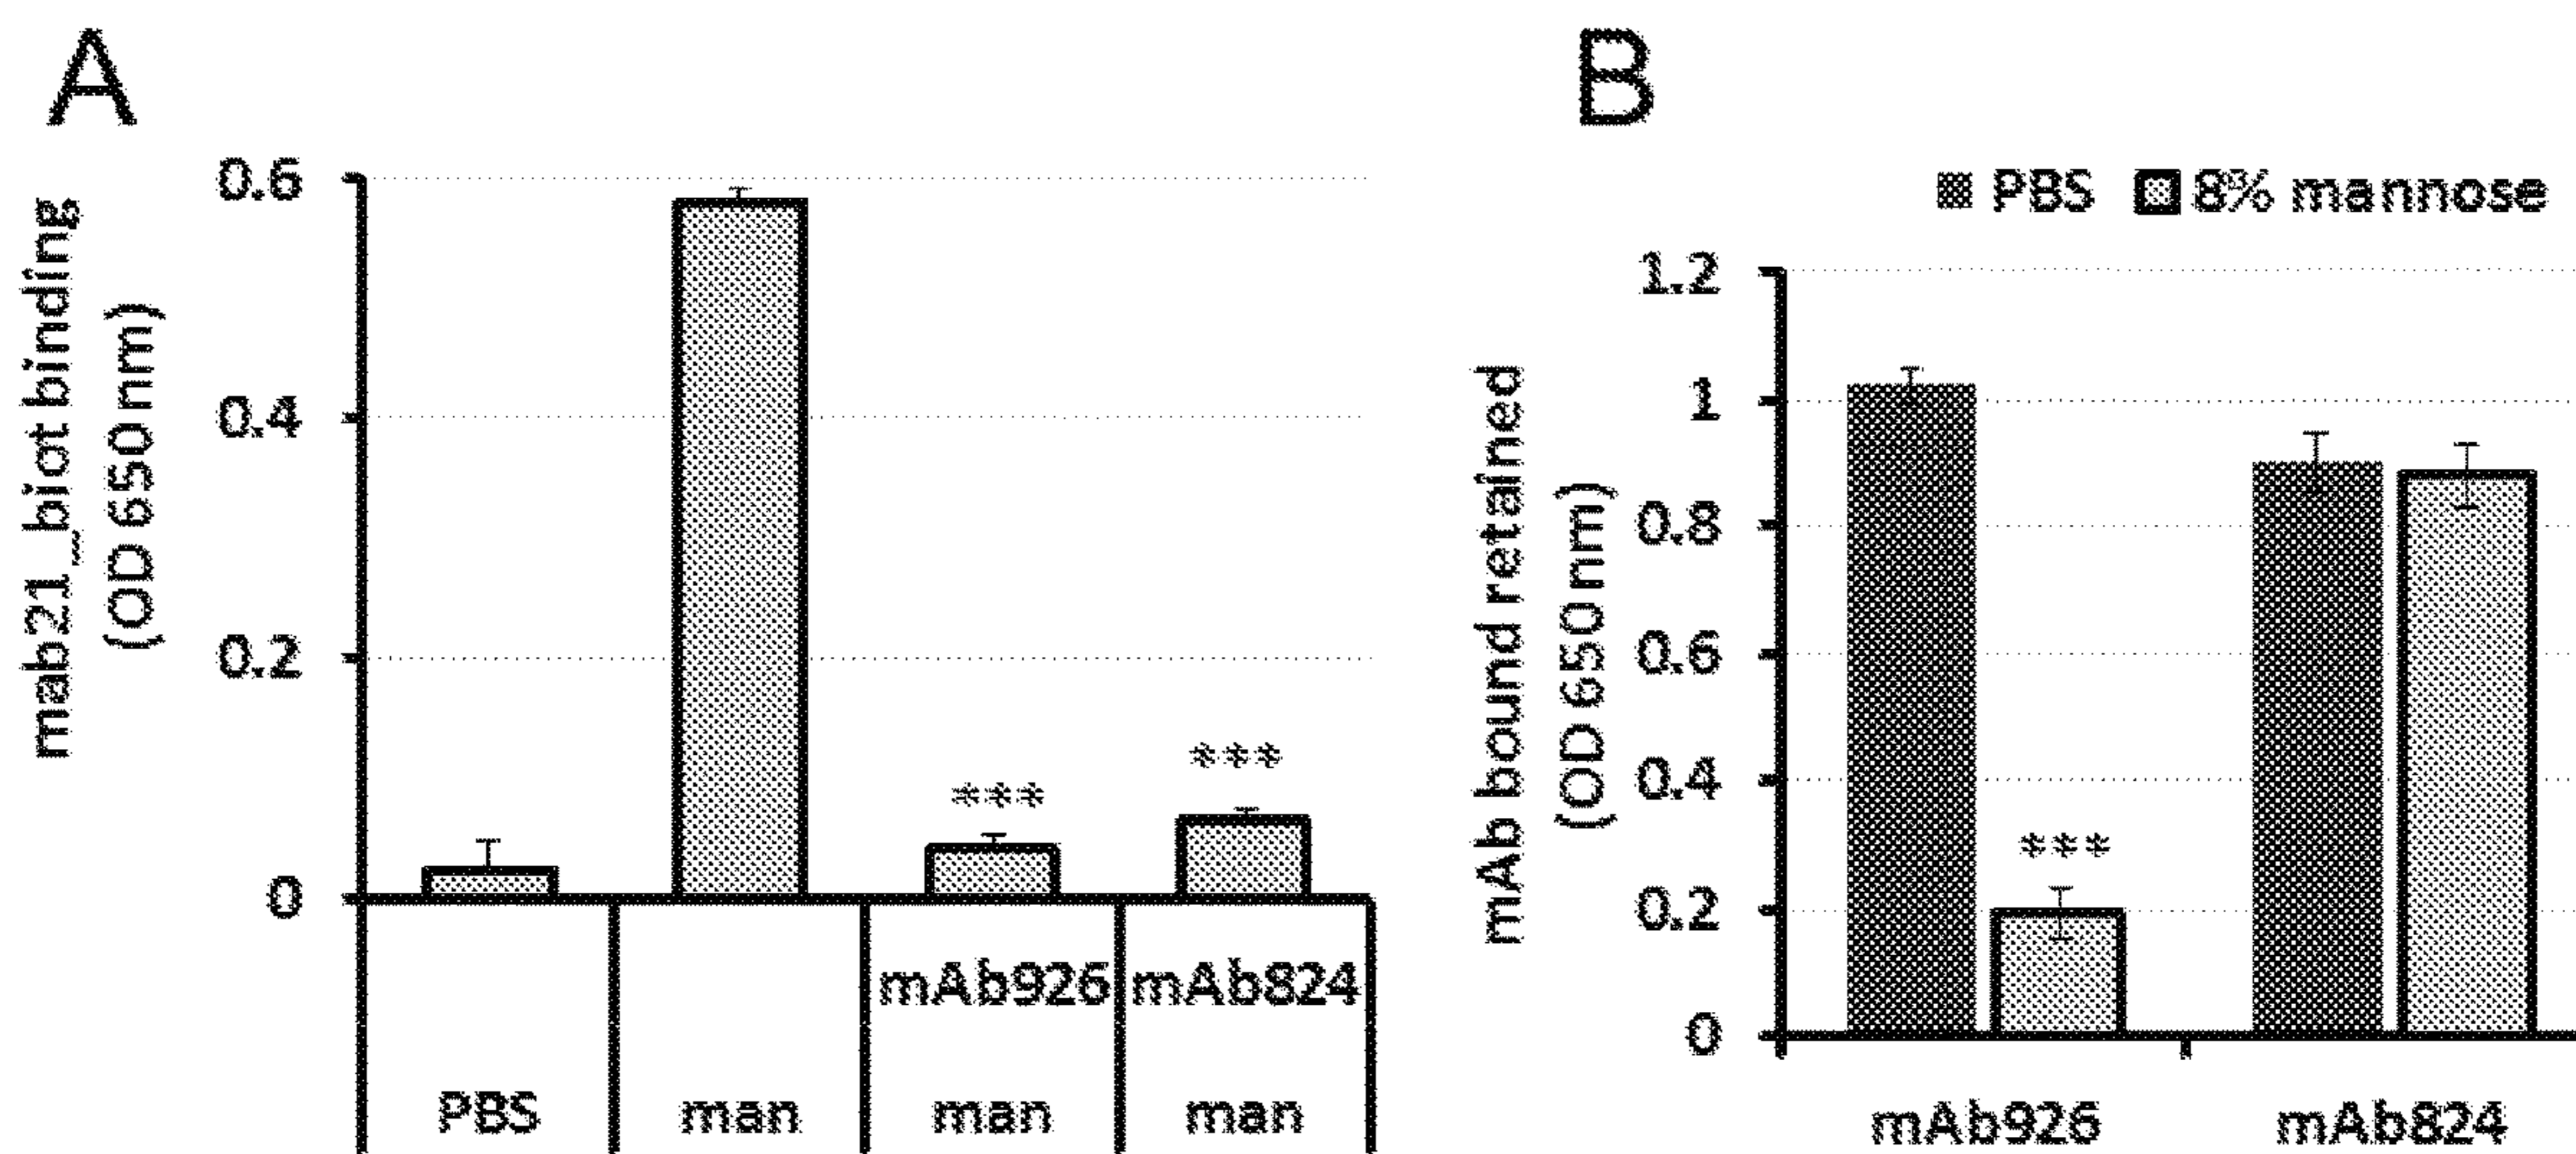 A
mab21_biot binding
(OD 650 nm)
0.6
0.4
0.2
0
***
***
mAb926 mAb824
PBS man man man
B
PBS 8% mannose
mAb bound retained
(OD 650 nm)
1.2
1
0.8
0.6
0.4
0.2
0
***
mAb926 mAb824